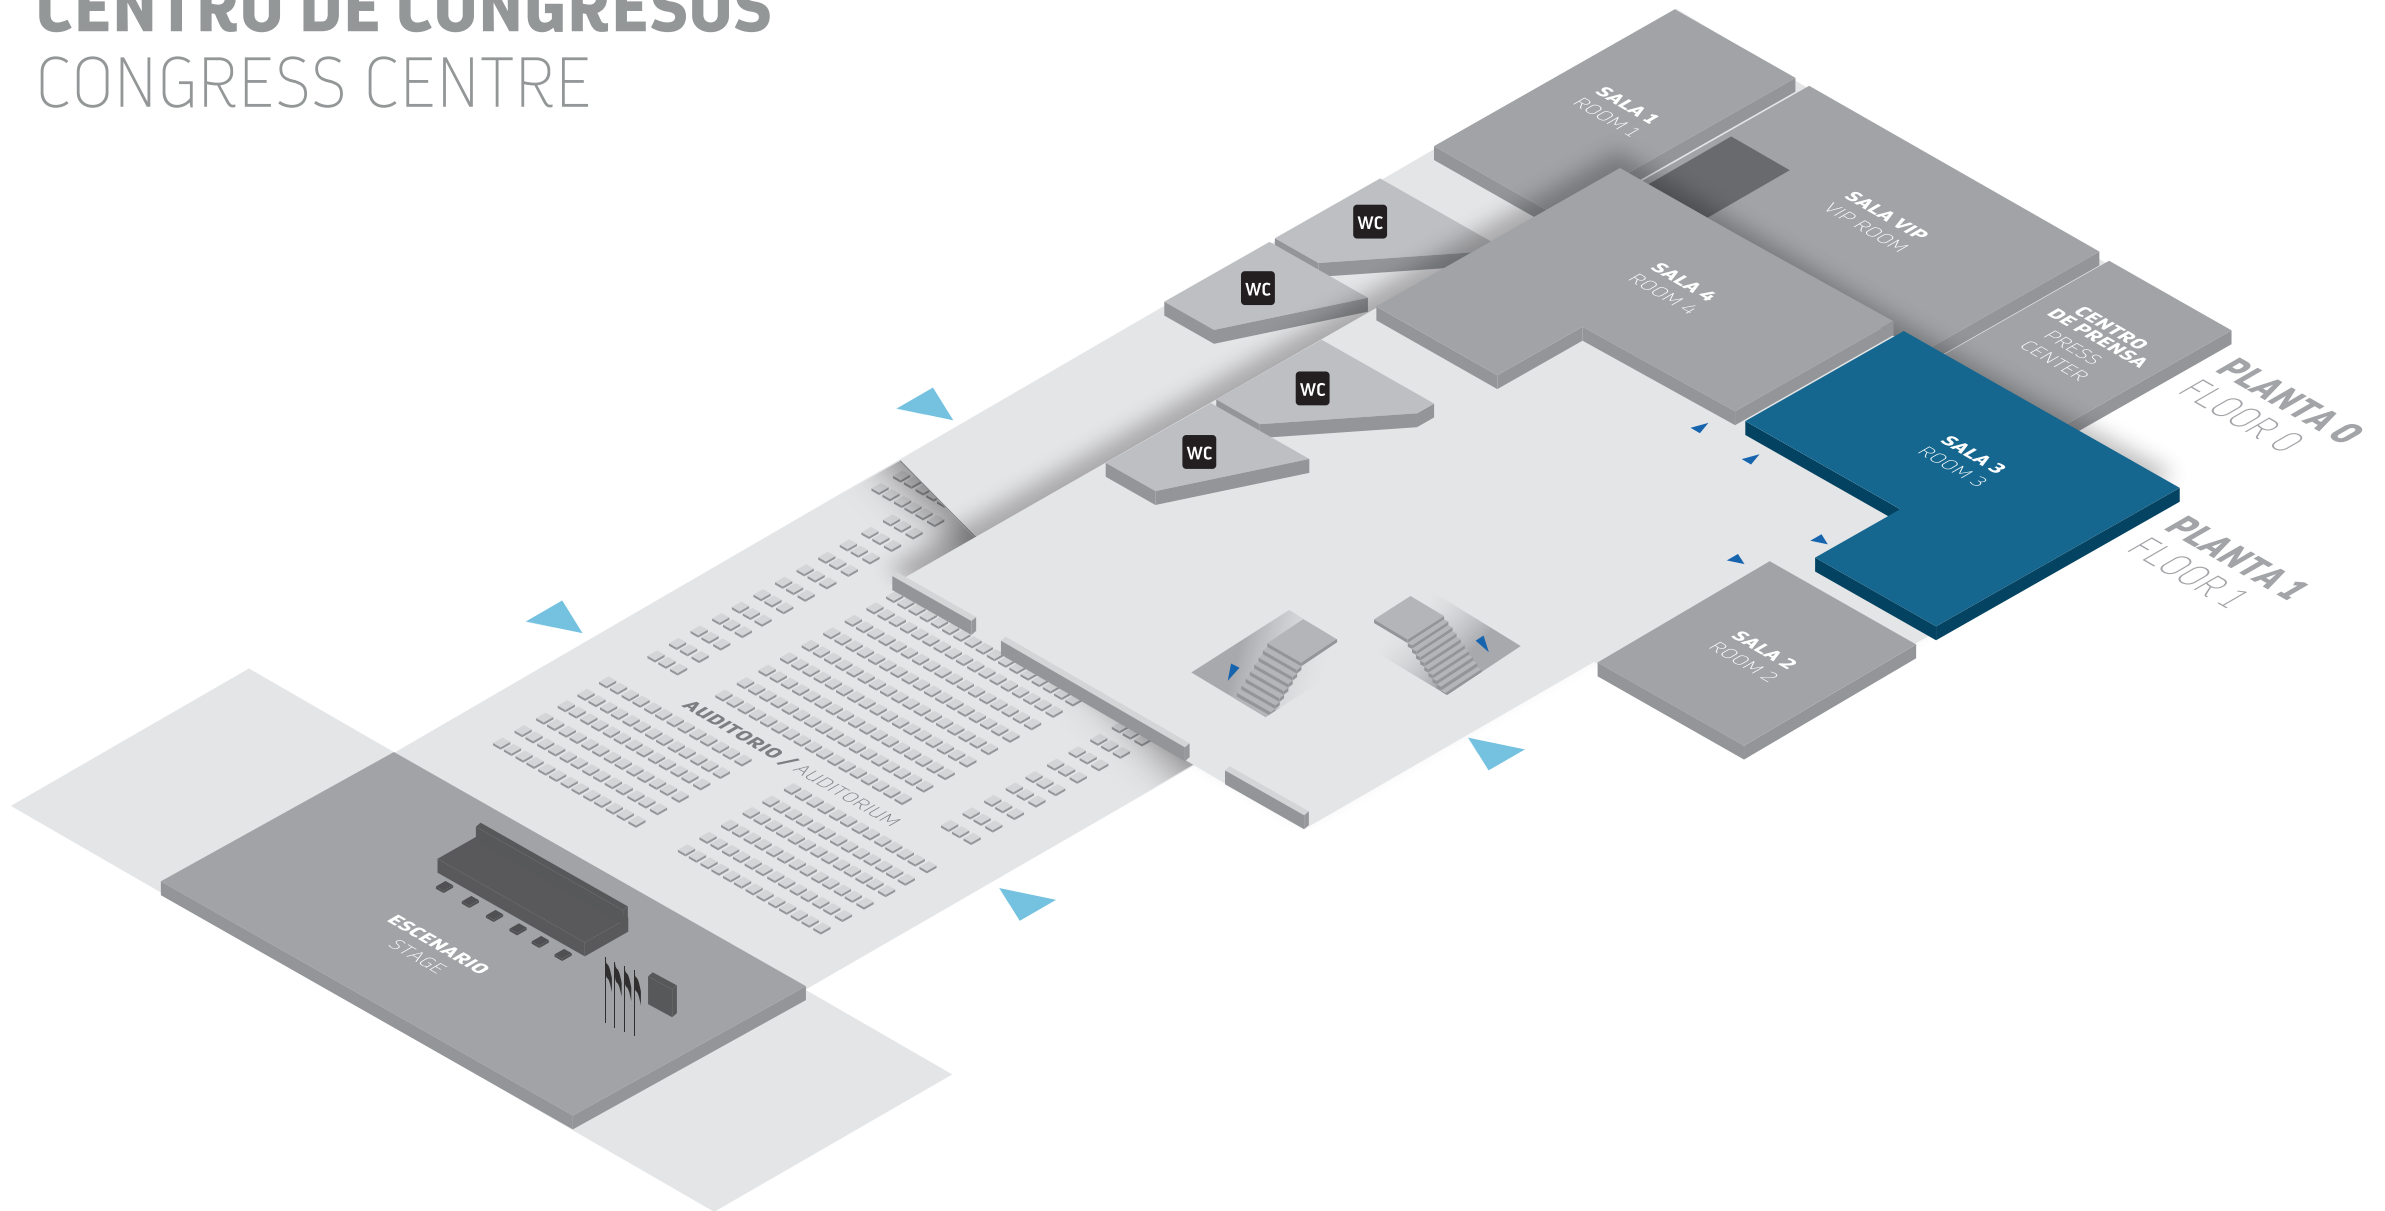 CENTRO DE CONGRESOS
CONGRESS CENTRE
SALA 1
ROOM 1
SALA VIP
VIP ROOM
WC
WC
SALA 4
ROOM 4
CENTRO
DE PRENSA
PRESS
CENTER
PLANTA 0
FLOOR 0
WC
WC
SALA 3
ROOM 3
PLANTA 1
FLOOR 1
SALA 2
ROOM 2
AUDITORIO / AUDITORIUM
ESCENARIO
STAGE